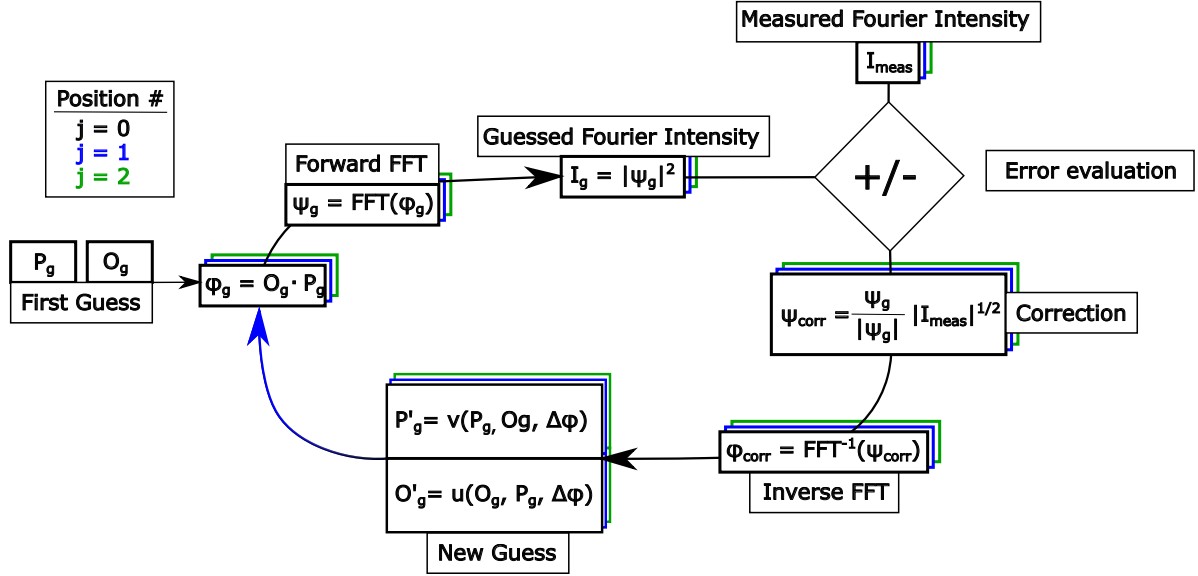 Measured Fourier Intensity
I_meas
Position #
j = 0
j = 1
j = 2
Guessed Fourier Intensity
I_g = |ψ_g|^2
Forward FFT
ψ_g = FFT(φ_g)
+/-
Error evaluation
P_g
O_g
First Guess
φ_g = O_g · P_g
ψ_corr = ψ_g / |ψ_g| |I_meas|^1/2
Correction
P'_g = v(P_g, Og, Δφ)
O'_g = u(O_g, P_g, Δφ)
New Guess
φ_corr = FFT^-1(ψ_corr)
Inverse FFT